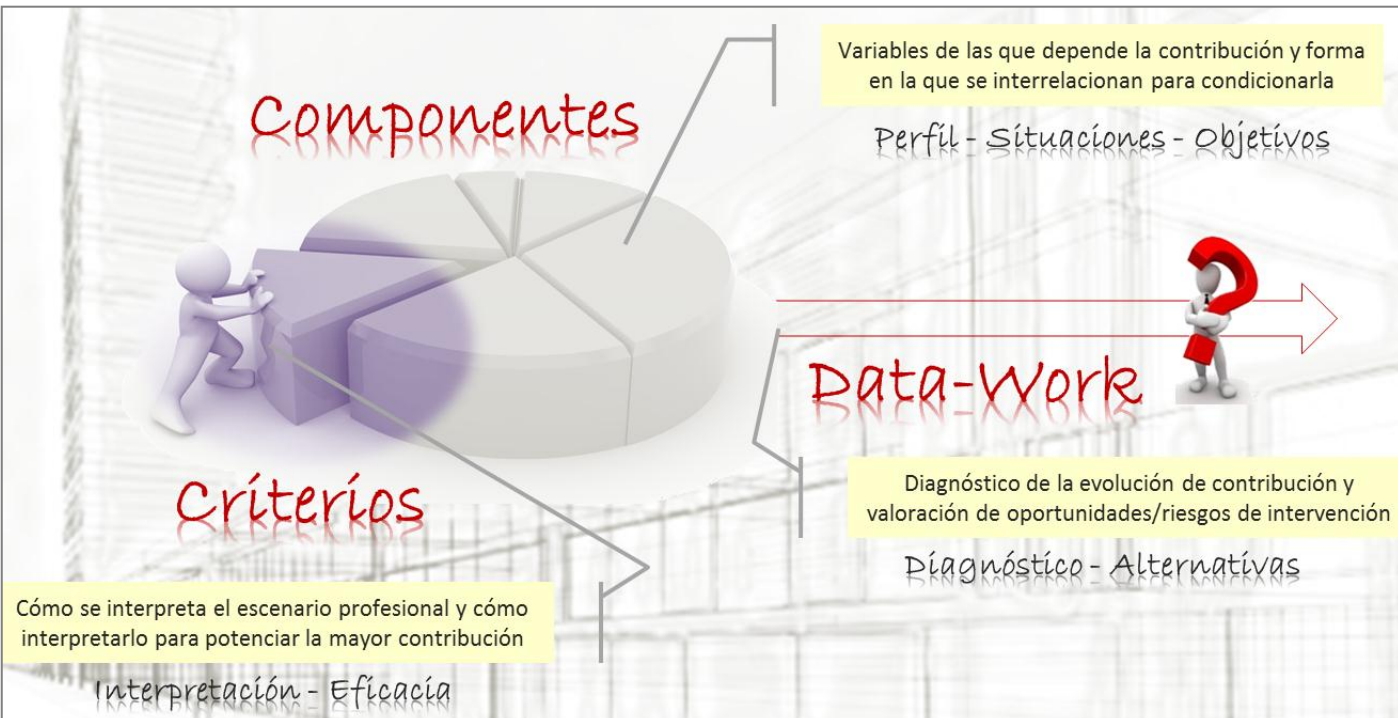 Variables de las que depende la contribución y forma
en la que se interrelacionan para condicionarla
Componentes
Perfil - Situaciones - Objetivos
Data-Work
Criterios
Diagnóstico de la evolución de contribución y
valoración de oportunidades/riesgos de intervención
Diagnóstico - Alternativas
Cómo se interpreta el escenario profesional y cómo
interpretarlo para potenciar la mayor contribución
Interpretación - Eficacia